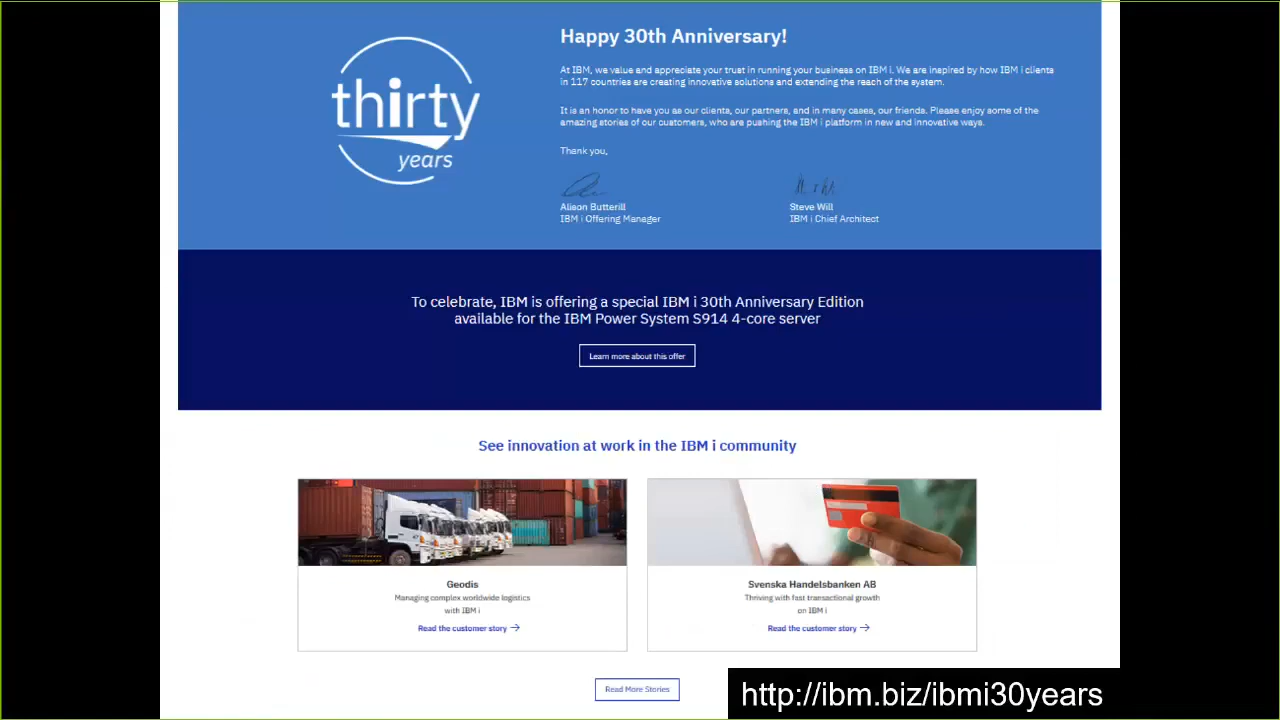 thirty
years
Happy 30th Anniversary!
At IBM, we value and appreciate your trust in running your business on IBM i. We are inspired by how IBM i clients
in 117 countries are creating innovative solutions and extending the reach of the system.
It is an honor to have you as our clients, our partners, and in many cases, our friends. Please enjoy some of the
amazing stories of our customers, who are pushing the IBM i platform in new and innovative ways.
Thank you,
Alison Butterill
IBM i Offering Manager
Steve Will
IBM i Chief Architect
To celebrate, IBM is offering a special IBM i 30th Anniversary Edition
available for the IBM Power System S914 4-core server
Learn more about this offer
See innovation at work in the IBM i community
Geodis
Managing complex worldwide logistics
with IBM i
Read the customer story →
Svenska Handelsbanken AB
Thriving with fast transactional growth
on IBM i
Read the customer story →
Read More Stories
http://ibm.biz/ibmi30years